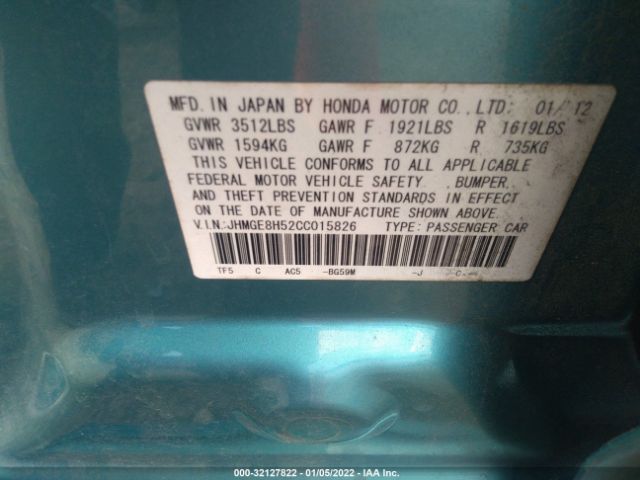 MFD. IN JAPAN BY HONDA MOTOR CO., LTD. 01/12
GVWR 3512LBS GAWR F 1921LBS R 1619LBS
GVWR 1594KG GAWR F 872KG R 735KG
THIS VEHICLE CONFORMS TO ALL APPLICABLE
FEDERAL MOTOR VEHICLE SAFETY, BUMPER,
AND THEFT PREVENTION STANDARDS IN EFFECT
ON THE DATE OF MANUFACTURE SHOWN ABOVE.
V.I.N.:JHMGE8H52CC015826 TYPE: PASSENGER CAR
TF5 C AC5 -BG59M -J
000-32127822 - 01/05/2022 - IAA Inc.